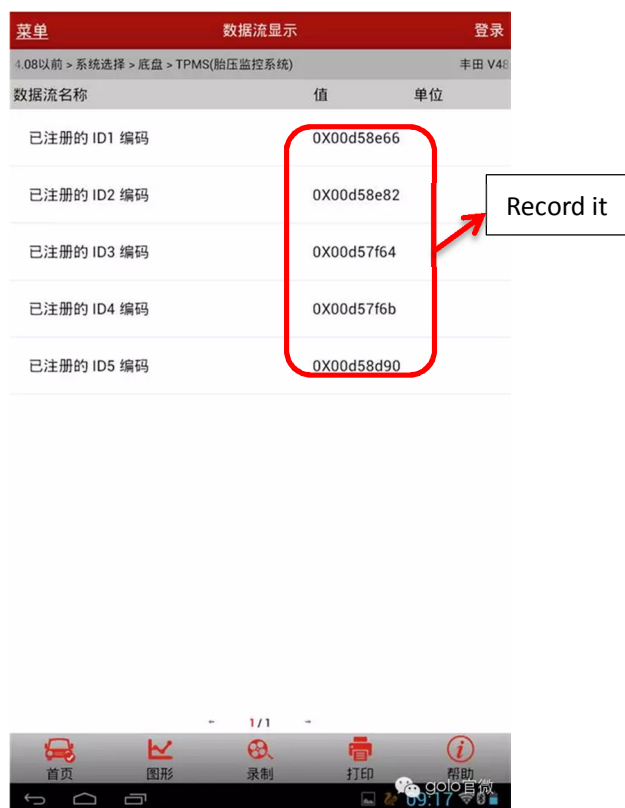 菜单 数据流显示 登录
4.08以前 > 系统选择 > 底盘 > TPMS(胎压监控系统) 丰田 V48
数据流名称 值 单位
已注册的 ID1 编码 0X00d58e66
已注册的 ID2 编码 0X00d58e82
Record it
已注册的 ID3 编码 0X00d57f64
已注册的 ID4 编码 0X00d57f6b
已注册的 ID5 编码 0X00d58d90
1/1
首页 图形 录制 打印 帮助
golo官微
09:17